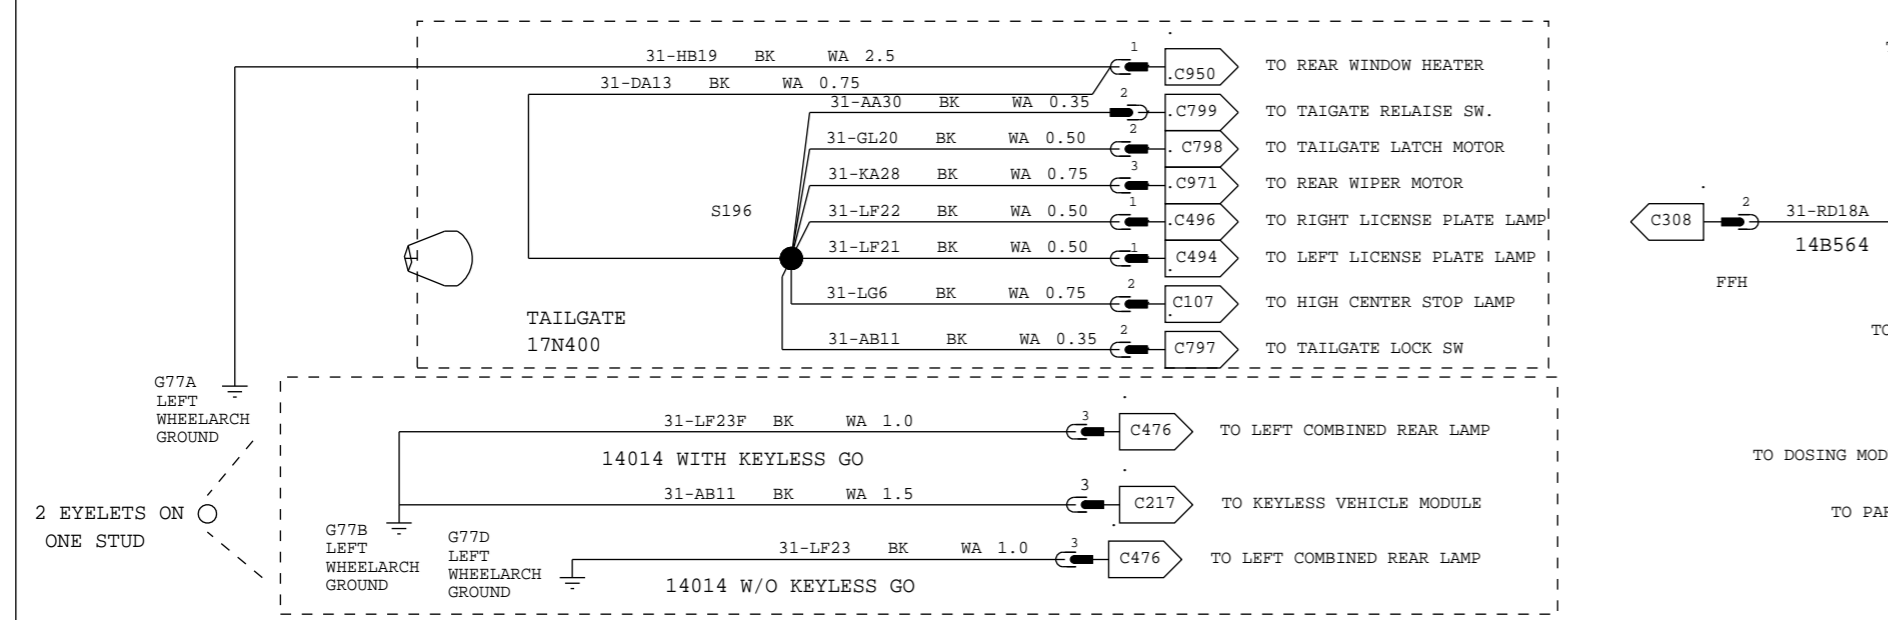 31-HB19 BK WA 2.5 1 .C950 TO REAR WINDOW HEATER
31-DA13 BK WA 0.75
31-AA30 BK WA 0.35 2 .C799 TO TAIGATE RELAISE SW.
31-GL20 BK WA 0.50 2 . C798 TO TAILGATE LATCH MOTOR
31-KA28 BK WA 0.75 3 .C971 TO REAR WIPER MOTOR
S196
31-LF22 BK WA 0.50 1 .C496 TO RIGHT LICENSE PLATE LAMP
31-LF21 BK WA 0.50 1 C494 TO LEFT LICENSE PLATE LAMP
31-LG6 BK WA 0.75 2 C107 TO HIGH CENTER STOP LAMP
31-AB11 BK WA 0.35 2 C797 TO TAILGATE LOCK SW
TAILGATE
17N400
C308 2 31-RD18A
14B564
FFH
TO
G77A
LEFT
WHEELARCH
GROUND
31-LF23F BK WA 1.0 3 C476 TO LEFT COMBINED REAR LAMP
14014 WITH KEYLESS GO
31-AB11 BK WA 1.5 3 C217 TO KEYLESS VEHICLE MODULE
2 EYELETS ON
ONE STUD
G77B
LEFT
WHEELARCH
GROUND
G77D
LEFT
WHEELARCH
GROUND
31-LF23 BK WA 1.0 3 C476 TO LEFT COMBINED REAR LAMP
14014 W/O KEYLESS GO
TO DOSING MOD
TO PAR